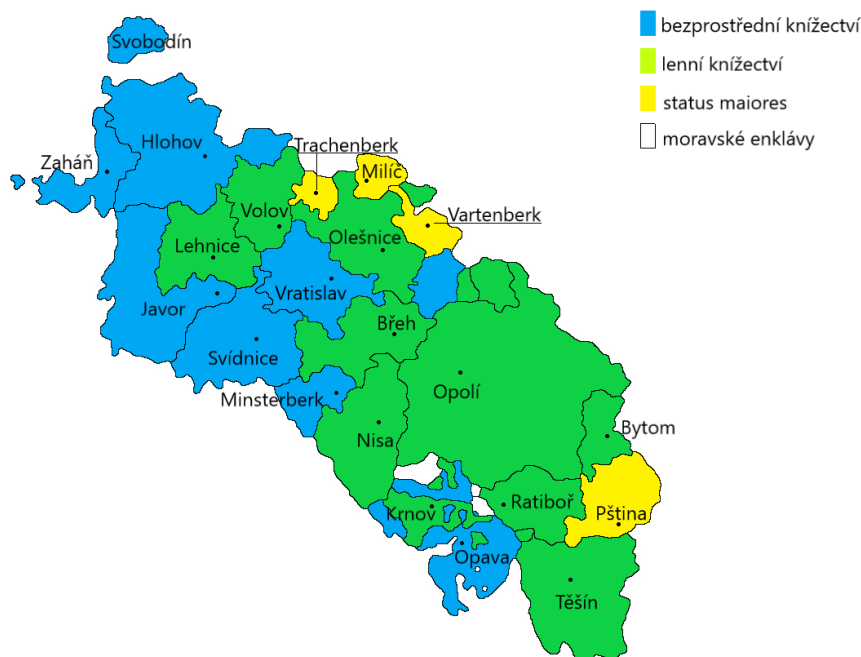 Svobodín
bezprostřední knížectví
lenní knížectví
status maiores
moravské enklávy
Hlohov
Trachenberk
Zaháň
Milíč
Volov
Vartenberk
Olešnice
Lehnice
Vratislav
Javor
Břeh
Svídnice
Opolí
Minsterberk
Bytom
Nisa
Ratiboř
Krnov
Pština
Opava
Těšín